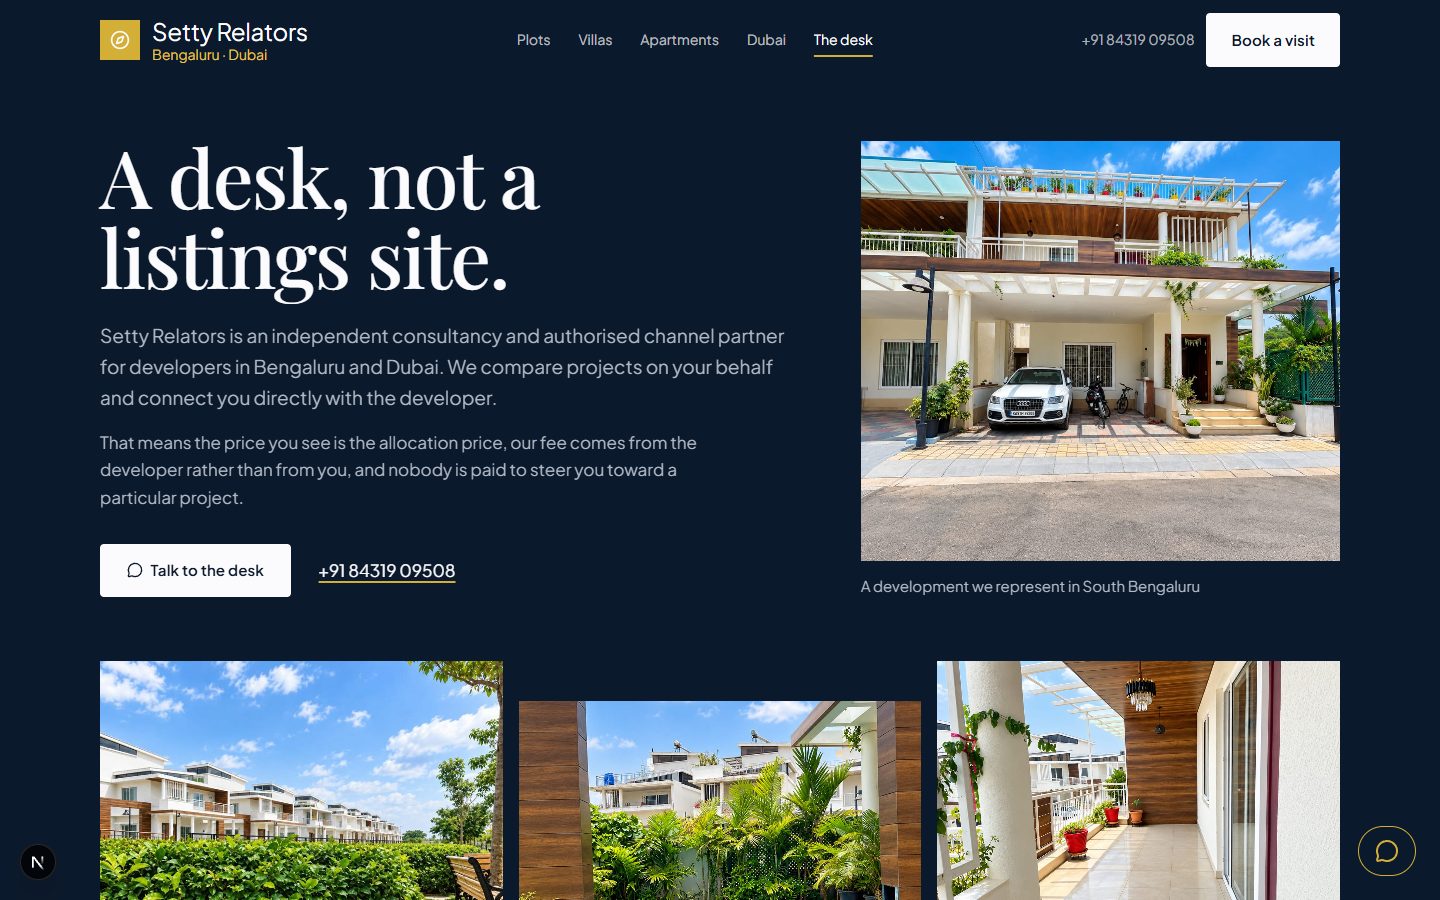 Setty Relators
Bengaluru · Dubai
Plots
Villas
Apartments
Dubai
The desk
+91 84319 09508
Book a visit
A desk, not a
listings site.
Setty Relators is an independent consultancy and authorised channel partner
for developers in Bengaluru and Dubai. We compare projects on your behalf
and connect you directly with the developer.
That means the price you see is the allocation price, our fee comes from the
developer rather than from you, and nobody is paid to steer you toward a
particular project.
Talk to the desk
+91 84319 09508
A development we represent in South Bengaluru
N